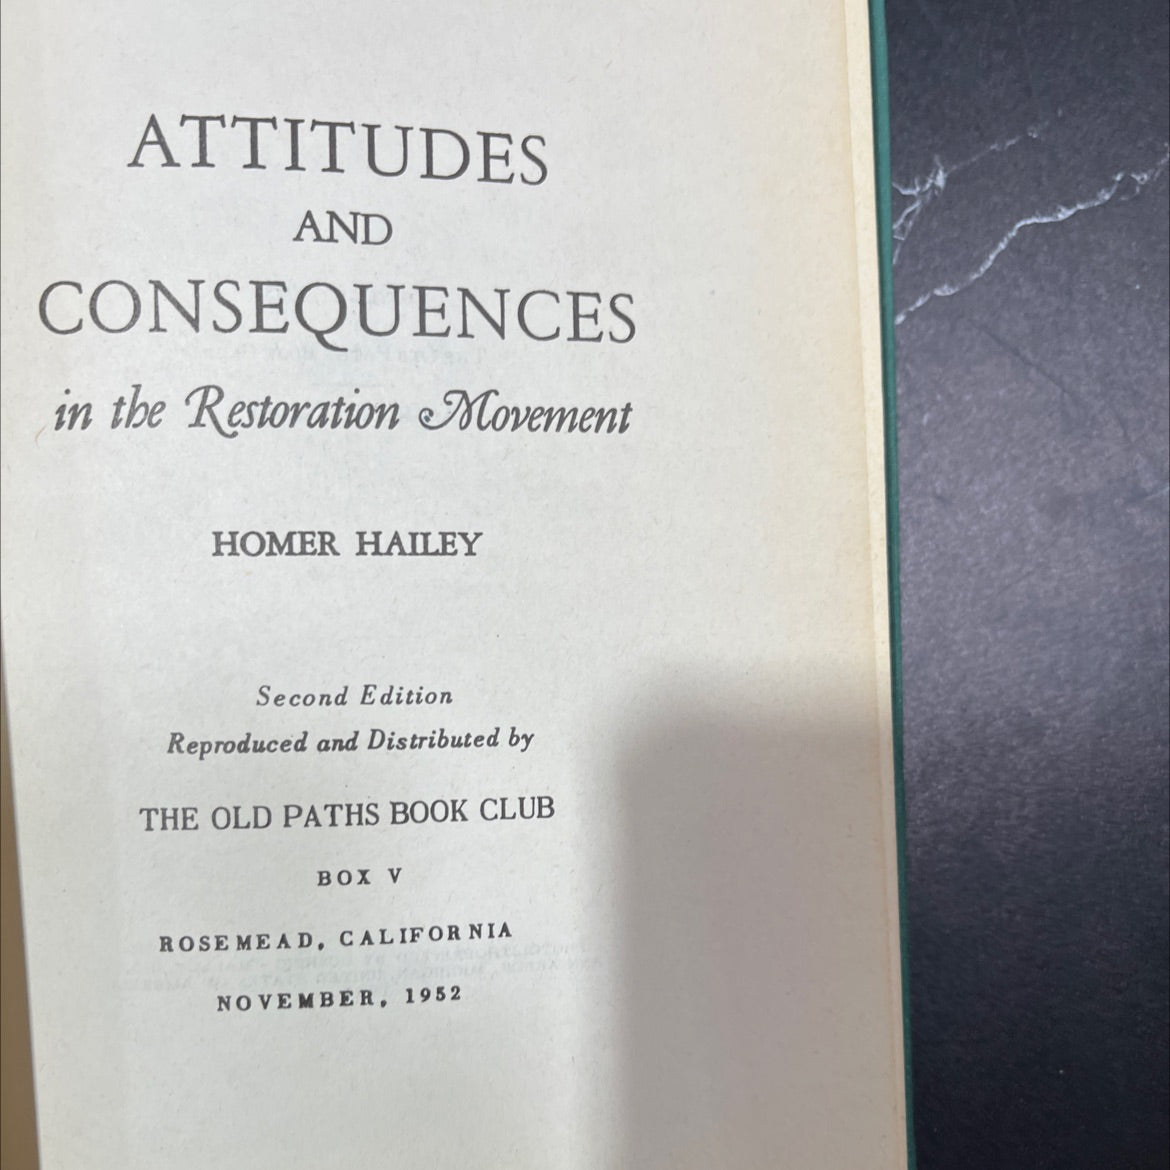 ATTITUDES
AND
CONSEQUENCES
in the Restoration Movement
HOMER HAILEY
Second Edition
Reproduced and Distributed by
THE OLD PATHS BOOK CLUB
BOX V
ROSEMEAD, CALIFORNIA
NOVEMBER, 1952